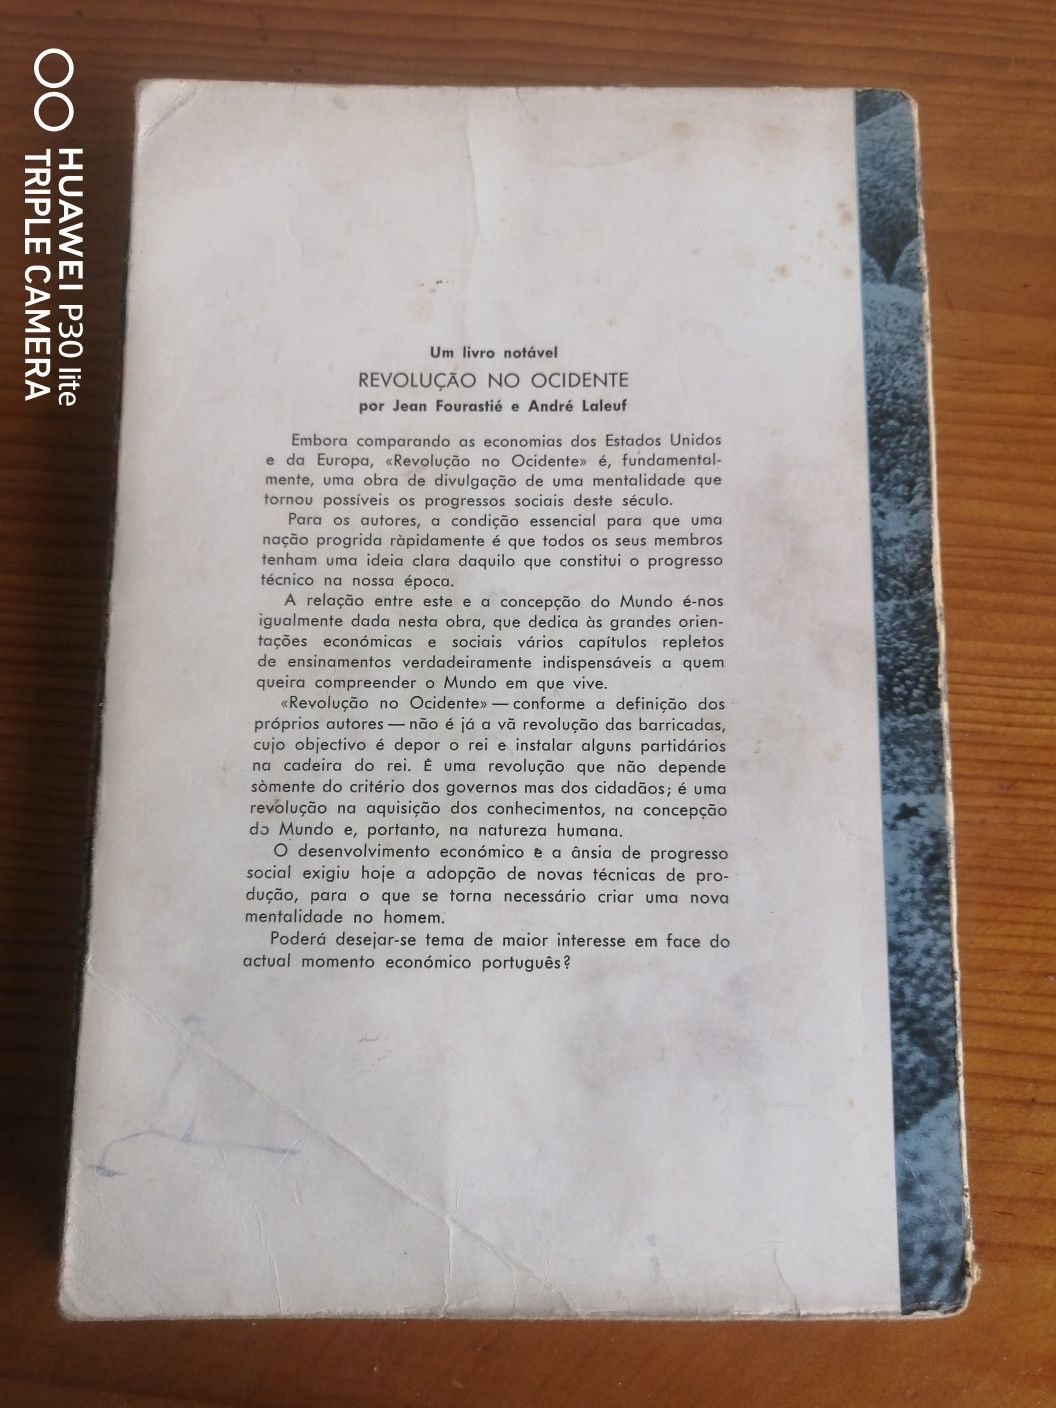 HUAWEI P30 lite
TRIPLE CAMERA
Um livro notável
REVOLUÇÃO NO OCIDENTE
por Jean Fourastié e André Laleuf
Embora comparando as economias dos Estados Unidos
e da Europa, «Revolução no Ocidente» é, fundamental-
mente, uma obra de divulgação de uma mentalidade que
tornou possíveis os progressos sociais deste século.
Para os autores, a condição essencial para que uma
nação progrida ràpidamente é que todos os seus membros
tenham uma ideia clara daquilo que constitui o progresso
técnico na nossa época.
A relação entre este e a concepção do Mundo é-nos
igualmente dada nesta obra, que dedica às grandes orien-
tações económicas e sociais vários capítulos repletos
de ensinamentos verdadeiramente indispensáveis a quem
queira compreender o Mundo em que vive.
«Revolução no Ocidente» — conforme a definição dos
próprios autores — não é já a vã revolução das barricadas,
cujo objectivo é depor o rei e instalar alguns partidários
na cadeira do rei. É uma revolução que não depende
sòmente do critério dos governos mas dos cidadãos; é uma
revolução na aquisição dos conhecimentos, na concepção
do Mundo e, portanto, na natureza humana.
O desenvolvimento económico e a ânsia de progresso
social exigiu hoje a adopção de novas técnicas de pro-
dução, para o que se torna necessário criar uma nova
mentalidade no homem.
Poderá desejar-se tema de maior interesse em face do
actual momento económico português?